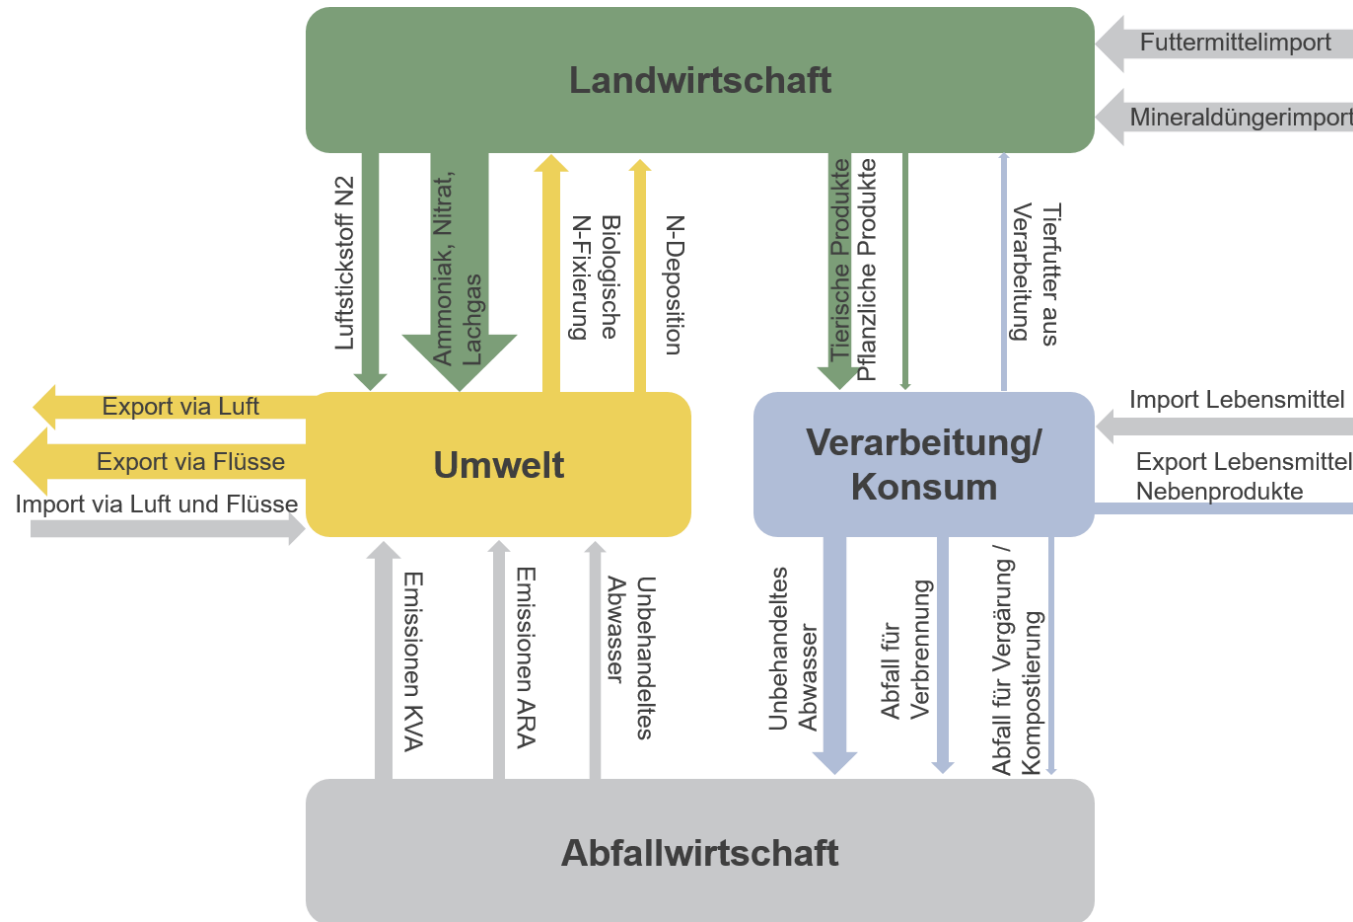 Landwirtschaft
Futtermittelimport
Mineraldüngerimport
Luftstickstoff N2
Ammoniak, Nitrat,
Lachgas
Biologische
N-Fixierung
N-Deposition
Tierische Produkte
Pflanzliche Produkte
Tierfutter aus
Verarbeitung
Export via Luft
Export via Flüsse
Import via Luft und Flüsse
Umwelt
Verarbeitung/
Konsum
Import Lebensmittel
Export Lebensmittel
Nebenprodukte
Emissionen KVA
Emissionen ARA
Unbehandeltes
Abwasser
Unbehandeltes
Abwasser
Abfall für
Verbrennung
Abfall für Vergärung /
Kompostierung
Abfallwirtschaft